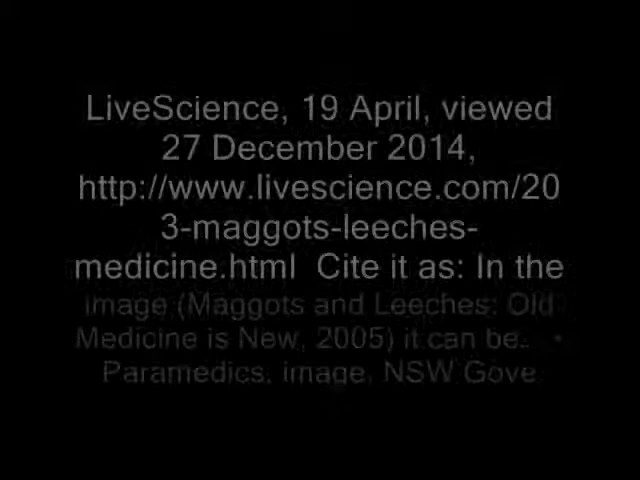 LiveScience, 19 April, viewed
27 December 2014,
http://www.livescience.com/20
3-maggots-leeches-
medicine.html  Cite it as: In the
image (Maggots and Leeches: Old
Medicine is New, 2005) it can be.. •
Paramedics, image, NSW Gove